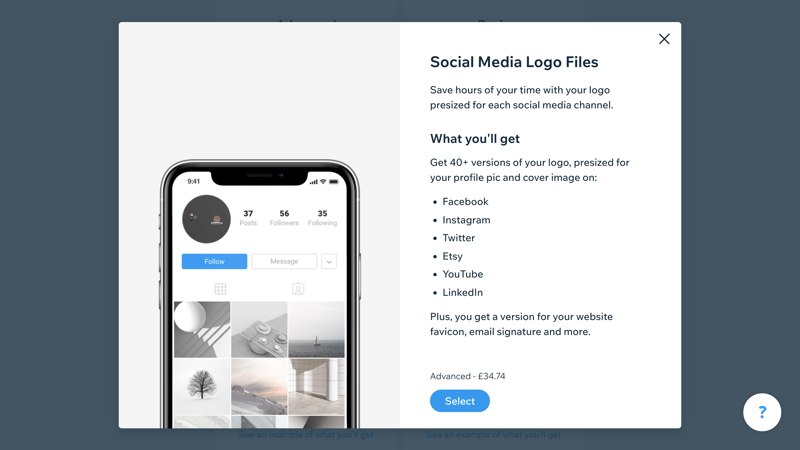 Social Media Logo Files
Save hours of your time with your logo
presized for each social media channel.
What you'll get
Get 40+ versions of your logo, presized for
your profile pic and cover image on:
• Facebook
• Instagram
• Twitter
• Etsy
• YouTube
• LinkedIn
Plus, you get a version for your website
favicon, email signature and more.
Advanced - £34.74
Select
9:41
37 56 35
Posts Followers Following
Follow Message
See an example of what you'll get See an example of what you'll get
?